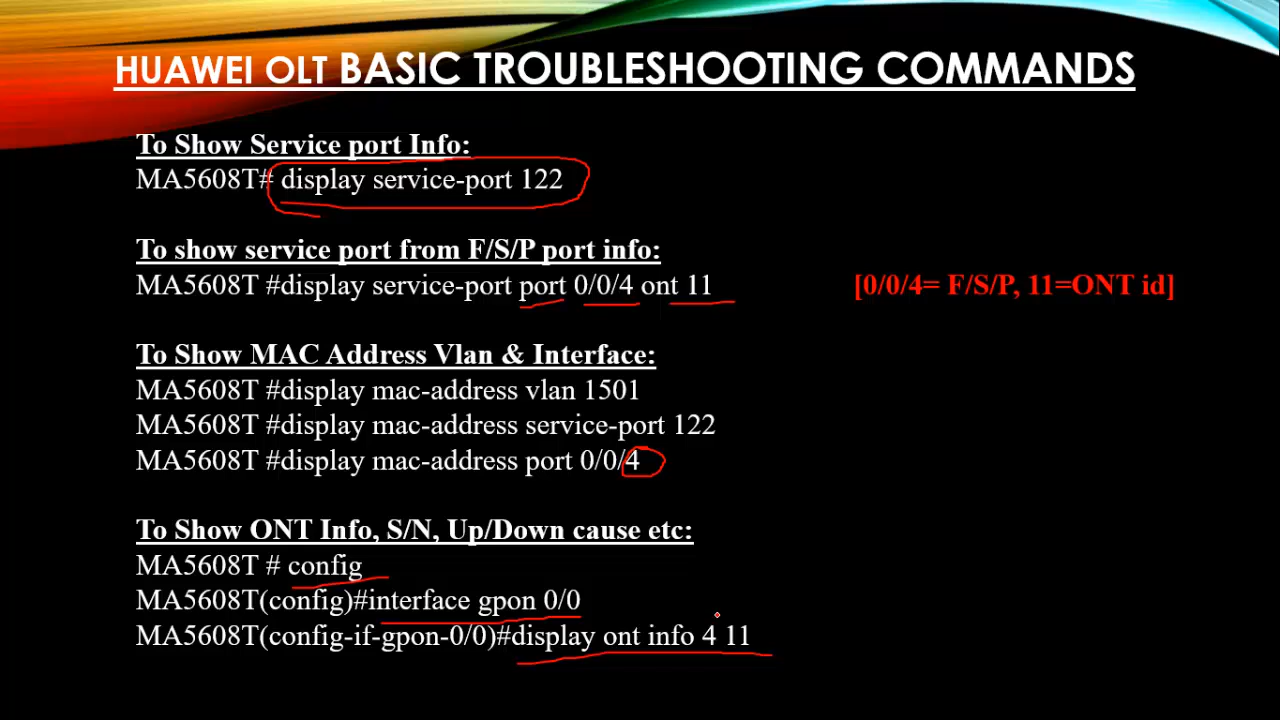 HUAWEI OLT BASIC TROUBLESHOOTING COMMANDS
To Show Service port Info:
MA5608T# display service-port 122
To show service port from F/S/P port info:
MA5608T #display service-port port 0/0/4 ont 11 [0/0/4= F/S/P, 11=ONT id]
To Show MAC Address Vlan & Interface:
MA5608T #display mac-address vlan 1501
MA5608T #display mac-address service-port 122
MA5608T #display mac-address port 0/0/4
To Show ONT Info, S/N, Up/Down cause etc:
MA5608T # config
MA5608T(config)#interface gpon 0/0
MA5608T(config-if-gpon-0/0)#display ont info 4 11